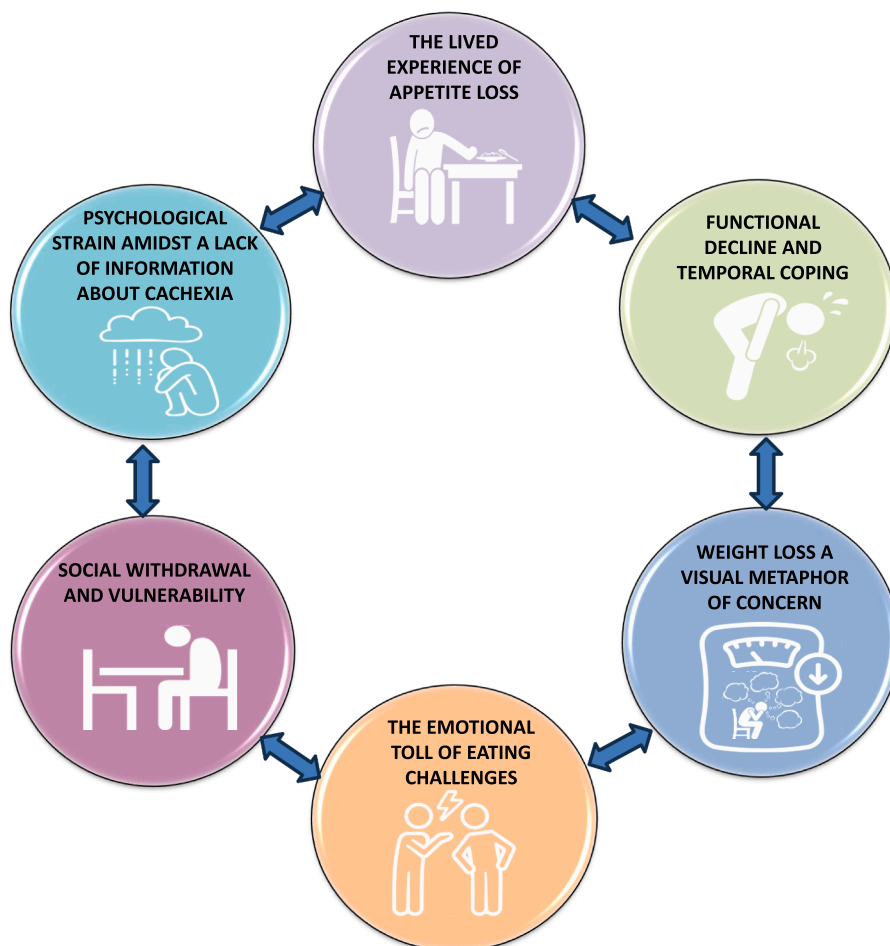 THE LIVED
EXPERIENCE OF
APPETITE LOSS
FUNCTIONAL
DECLINE AND
TEMPORAL COPING
WEIGHT LOSS A
VISUAL METAPHOR
OF CONCERN
THE EMOTIONAL
TOLL OF EATING
CHALLENGES
SOCIAL WITHDRAWAL
AND VULNERABILITY
PSYCHOLOGICAL
STRAIN AMIDST A LACK
OF INFORMATION
ABOUT CACHEXIA